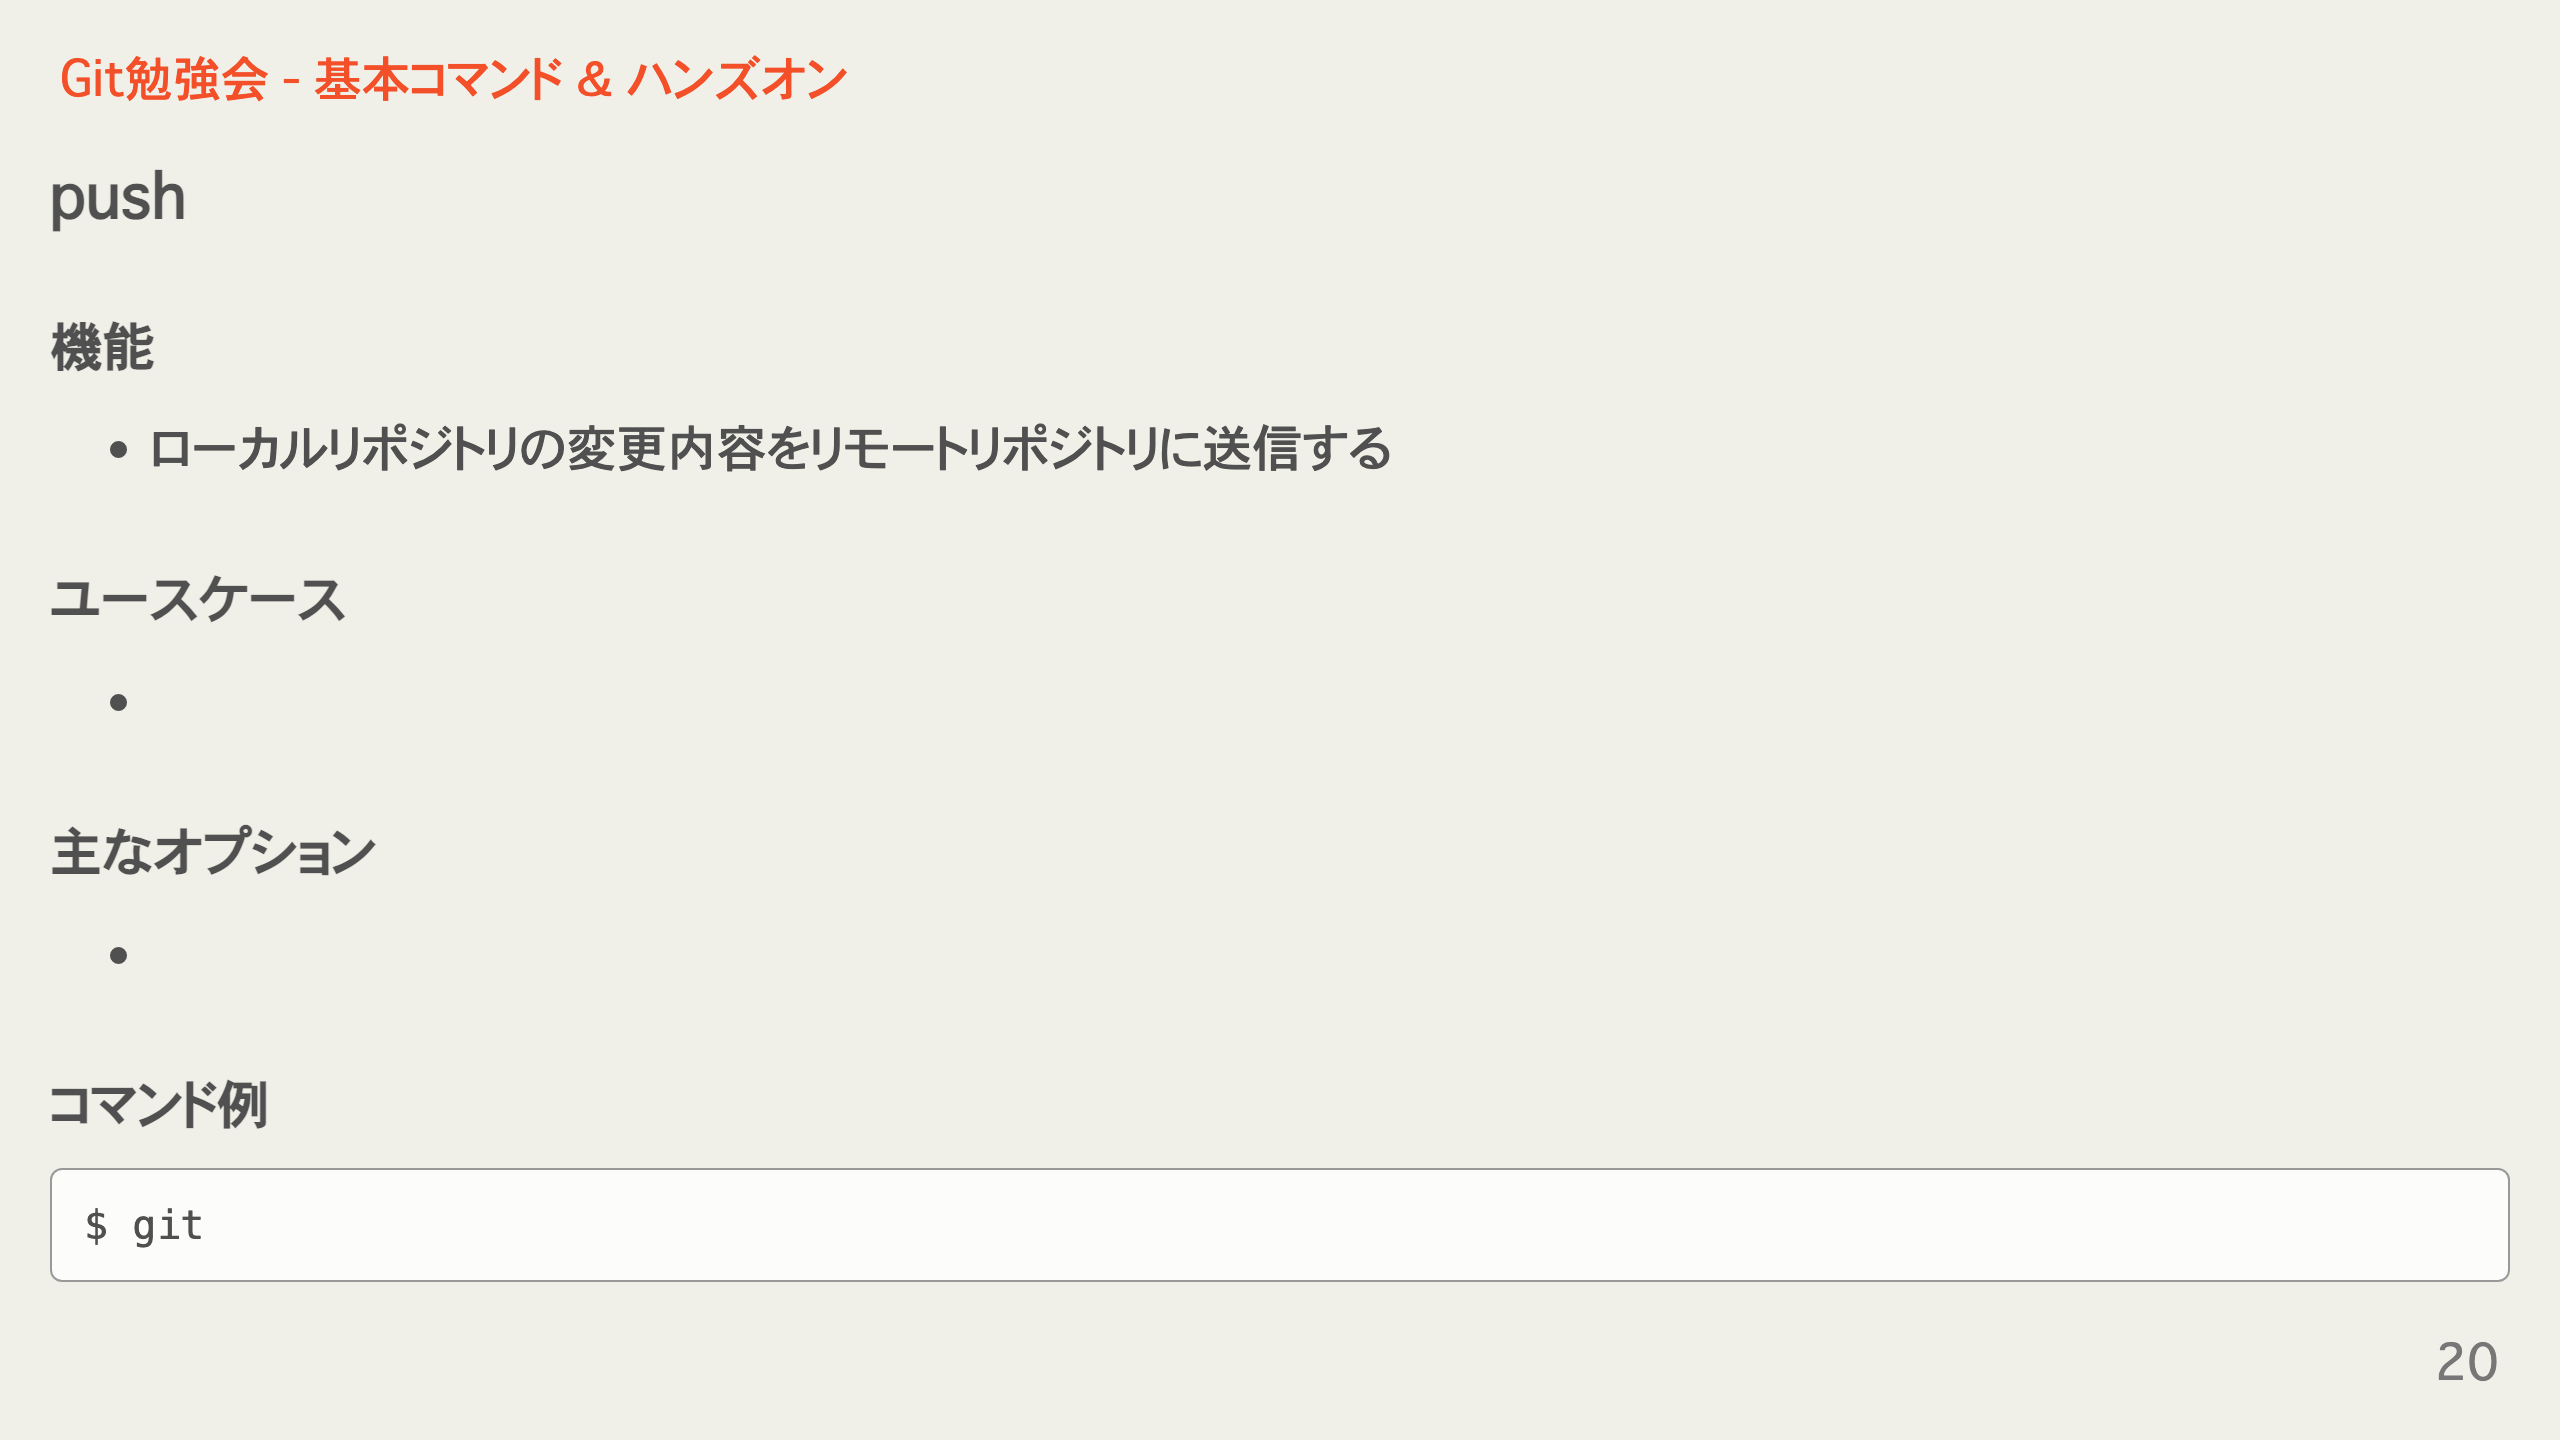 Git勉強会 - 基本コマンド & ハンズオン
push
機能
• ローカルリポジトリの変更内容をリモートリポジトリに送信する
ユースケース
•
主なオプション
•
コマンド例
$ git
20